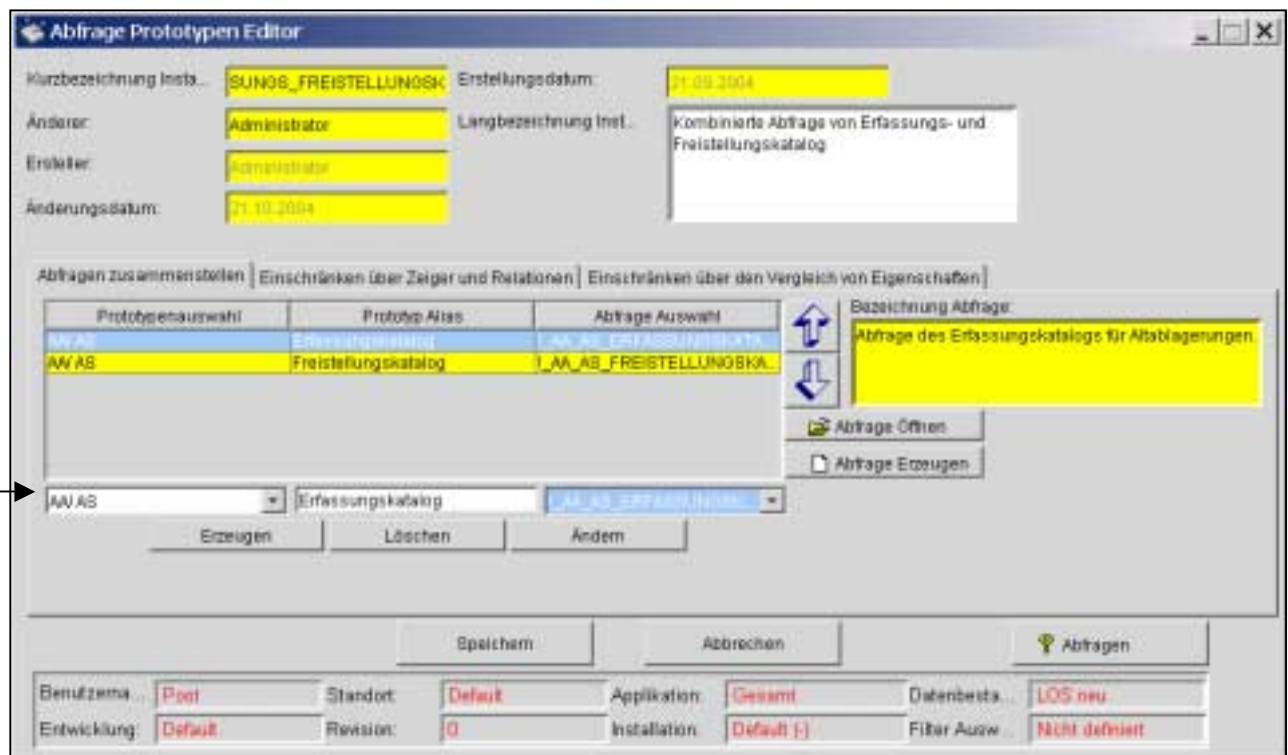 Abfrage Prototypen Editor
Kurzbezeichnung Insta... SUNGS_FREISTELLUNGSK Erstellungsdatum: 21.09.2004
Änderer: Administrator Langbezeichnung Inst... Kombinierte Abfrage von Erfassungs- und
Freistellungskatalog
Ersteller: Administrator
Änderungsdatum: 21.10.2004
Abfragen zusammenstellen Einschränken über Zeiger und Relationen Einschränken über den Vergleich von Eigenschaften
Prototypenauswahl Prototyp Alias Abfrage Auswahl Bezeichnung Abfrage:
AA/ AS Erfassungskatalog I_AA_AS_ERFASSUNGSKATA... Abfrage des Erfassungskatalogs für Altablagerungen.
AA/ AS Freistellungskatalog I_AA_AS_FREISTELLUNGSKA...
Abfrage Öffnen
Abfrage Erzeugen
AA/ AS Erfassungskatalog
Erzeugen Löschen Ändern
Speichern Abbrechen Abfragen
Benutzerna... Poot Standort: Default Applikation: Gesamt Datenbesta... LOS neu
Entwicklung: Default Revision: 0 Installation: Default (-) Filter Ausw... Nicht definiert